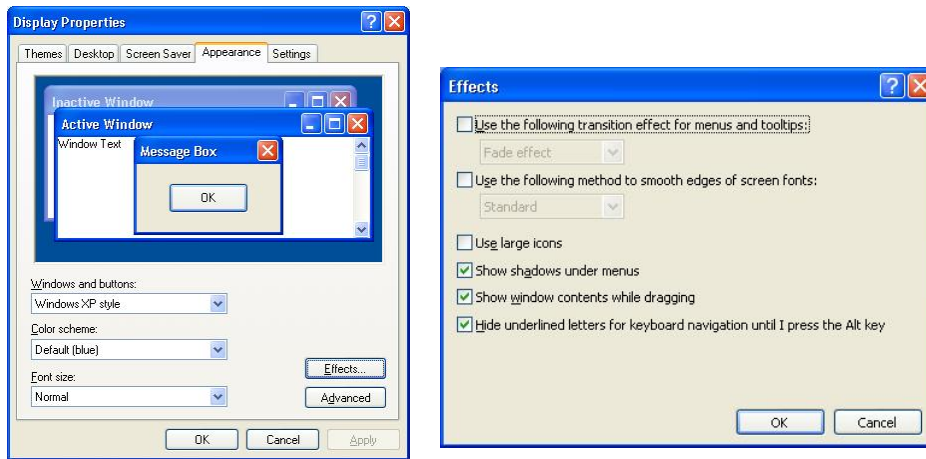 Display Properties
Themes Desktop Screen Saver Appearance Settings
Inactive Window
Active Window
Window Text
Message Box
OK
Windows and buttons:
Windows XP style
Color scheme:
Default (blue)
Font size:
Normal
Effects...
Advanced
OK Cancel Apply
Effects
Use the following transition effect for menus and tooltips:
Fade effect
Use the following method to smooth edges of screen fonts:
Standard
Use large icons
Show shadows under menus
Show window contents while dragging
Hide underlined letters for keyboard navigation until I press the Alt key
OK Cancel